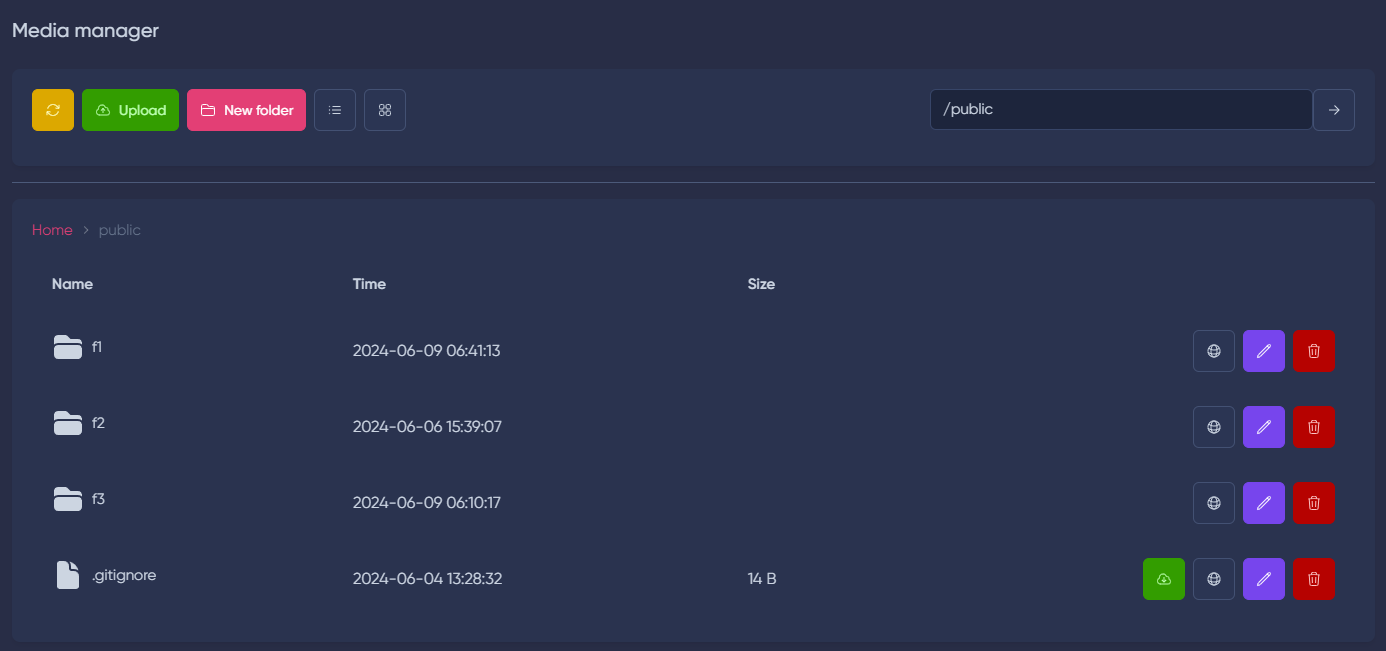 Media manager
Upload New folder /public
Home > public
Name Time Size
f1 2024-06-09 06:41:13
f2 2024-06-06 15:39:07
f3 2024-06-09 06:10:17
.gitignore 2024-06-04 13:28:32 14 B